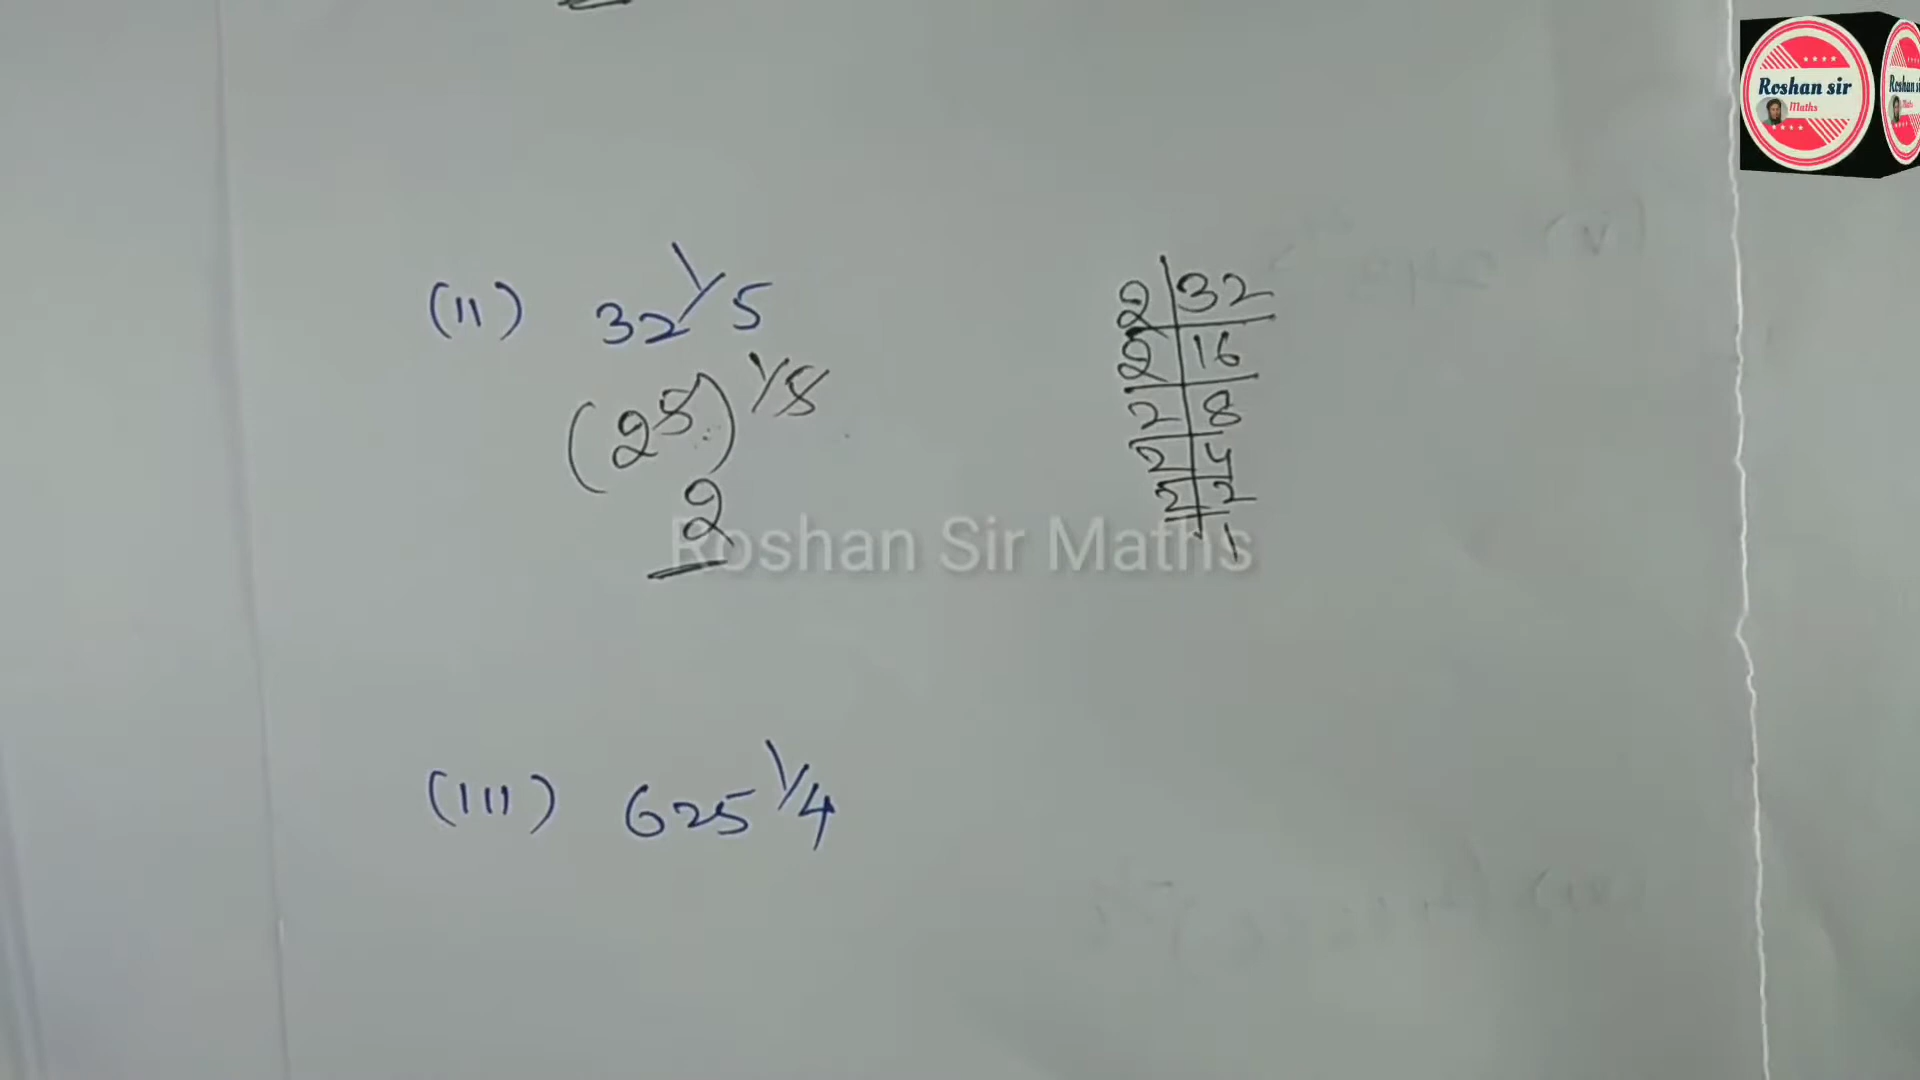 Roshan sir
Maths
(II) 32^1/5
(2^5)^1/5
2
2 | 32
2 | 16
2 | 8
2 | 4
2 | 2
1
Roshan Sir Maths
(III) 625^1/4